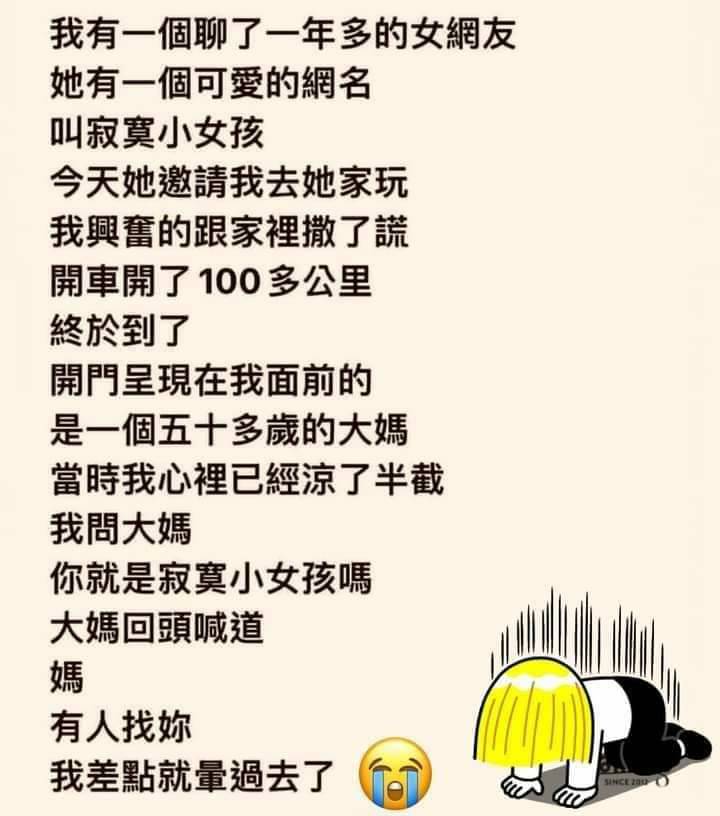 我有一個聊了一年多的女網友
她有一個可愛的網名
叫寂寞小女孩
今天她邀請我去她家玩
我興奮的跟家裡撒了謊
開車開了100多公里
終於到了
開門呈現在我面前的
是一個五十多歲的大媽
當時我心裡已經涼了半截
我問大媽
你就是寂寞小女孩嗎
大媽回頭喊道
媽
有人找妳
我差點就暈過去了
SINCE 2012